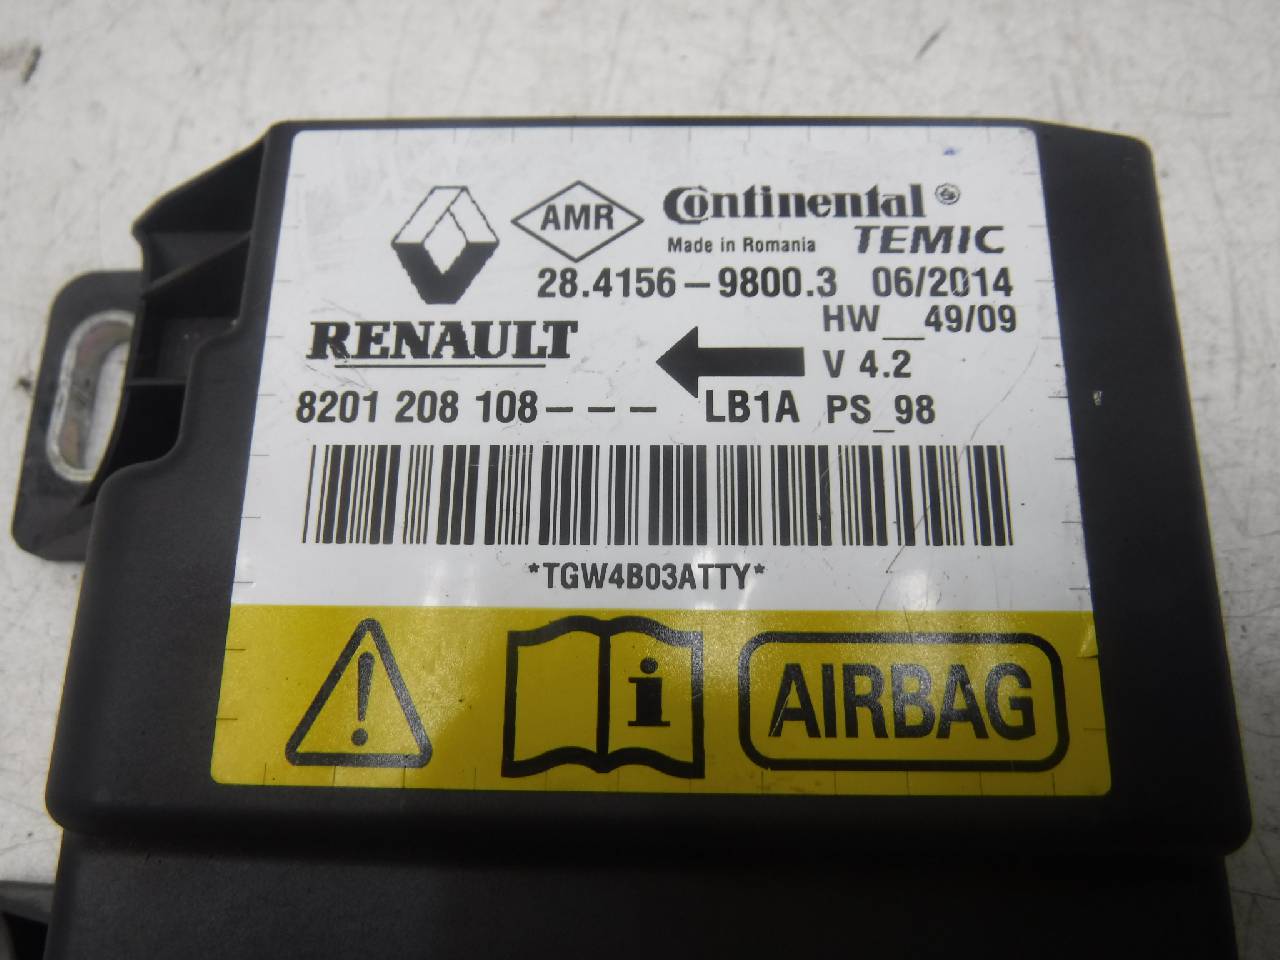 AMR Continental
Made in Romania TEMIC
28.4156-9800.3 06/2014
HW__49/09
RENAULT
V 4.2
8201 208 108--- LB1A PS_98
*TGW4B03ATTY*
i AIRBAG